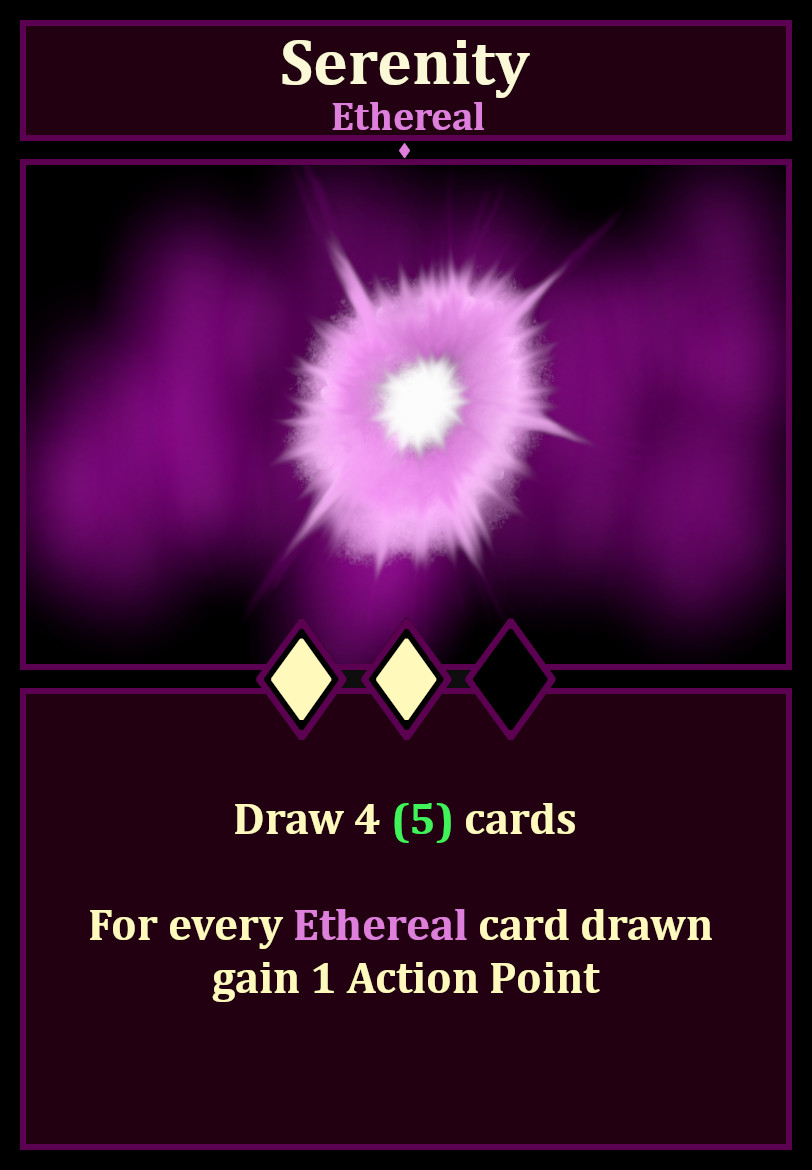 Serenity
Ethereal
Draw 4 (5) cards
For every Ethereal card drawn
gain 1 Action Point